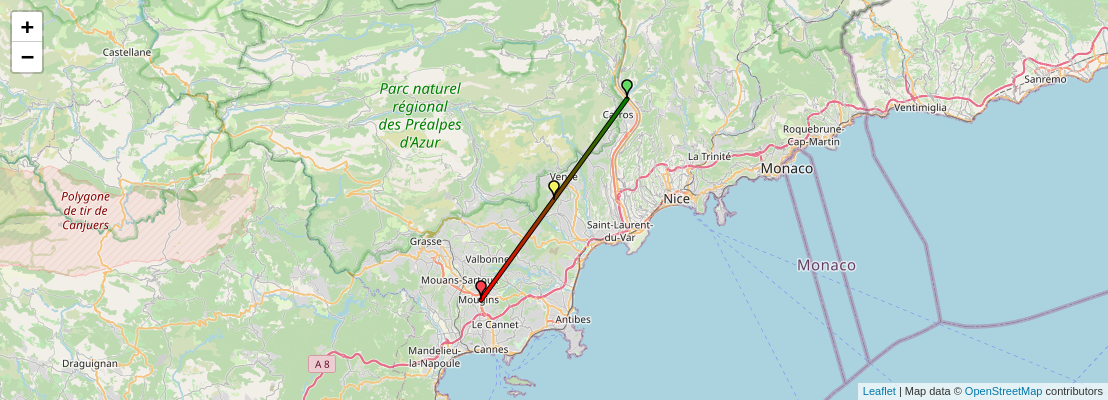 +
−
Castellane
Parc naturel
régional
des Préalpes
d'Azur
Sanremo
Ventimiglia
Carros
Roquebrune-
Cap-Martin
La Trinité
Monaco
Vence
Polygone
de tir de
Canjuers
Nice
Saint-Laurent-
du-Var
Grasse
Valbonne
Monaco
Mouans-Sartoux
Mougins
Le Cannet
Antibes
Mandelieu-
la-Napoule
Cannes
Draguignan
A 8
Leaflet | Map data © OpenStreetMap contributors